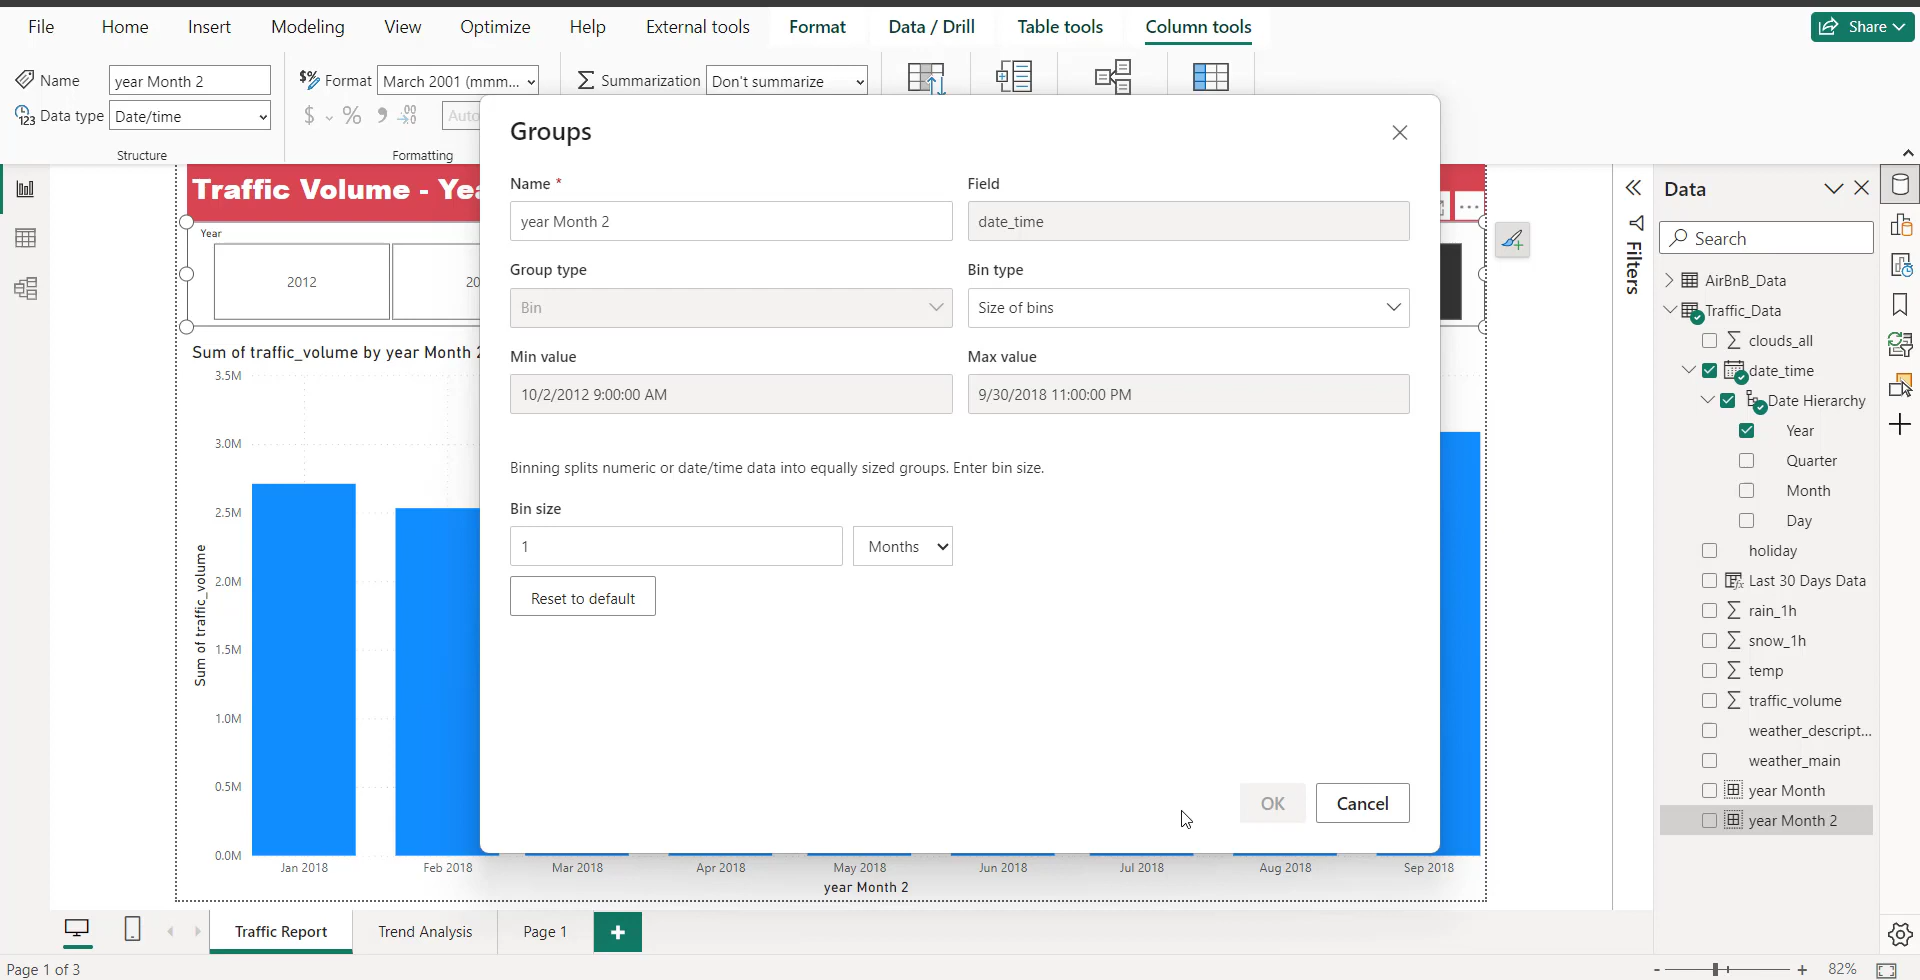 File
Home
Insert
Modeling
View
Optimize
Help
External tools
Format
Data / Drill
Table tools
Column tools
Share
Name
year Month 2
Format
March 2001 (mmm...
Summarization
Don't summarize
Data type
Date/time
$
%
Auto
Structure
Formatting
Groups
Name *
year Month 2
Field
date_time
Group type
Bin
Bin type
Size of bins
Min value
10/2/2012 9:00:00 AM
Max value
9/30/2018 11:00:00 PM
Binning splits numeric or date/time data into equally sized groups. Enter bin size.
Bin size
1
Months
Reset to default
OK
Cancel
Traffic Volume - Yea
Year
2012
20
Sum of traffic_volume by year Month 2
3.5M
3.0M
2.5M
2.0M
1.5M
1.0M
0.5M
0.0M
Sum of traffic_volume
Jan 2018
Feb 2018
Mar 2018
Apr 2018
May 2018
Jun 2018
Jul 2018
Aug 2018
Sep 2018
year Month 2
Filters
Data
Search
AirBnB_Data
Traffic_Data
clouds_all
date_time
Date Hierarchy
Year
Quarter
Month
Day
holiday
Last 30 Days Data
rain_1h
snow_1h
temp
traffic_volume
weather_descript...
weather_main
year Month
year Month 2
Traffic Report
Trend Analysis
Page 1
+
Page 1 of 3
-
+
82%